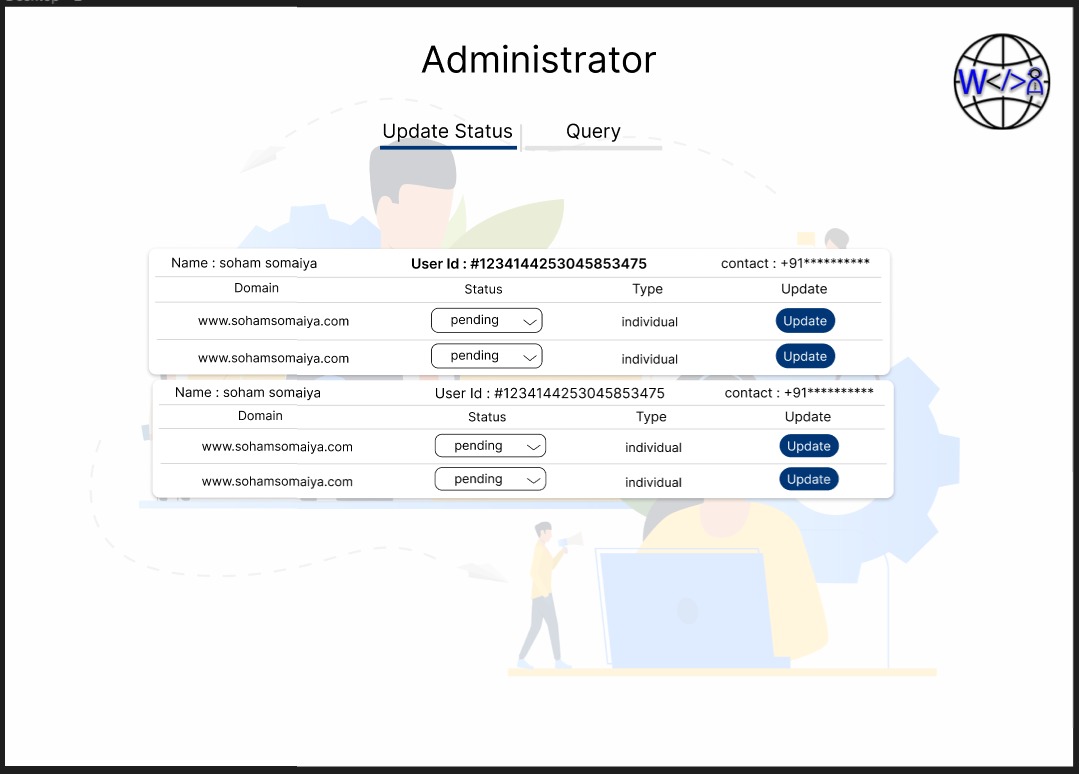 Administrator
W</>
Update Status Query
Name : soham somaiya User Id : #1234144253045853475 contact : +91**********
Domain Status Type Update
www.sohamsomaiya.com pending individual Update
www.sohamsomaiya.com pending individual Update
Name : soham somaiya User Id : #1234144253045853475 contact : +91**********
Domain Status Type Update
www.sohamsomaiya.com pending individual Update
www.sohamsomaiya.com pending individual Update